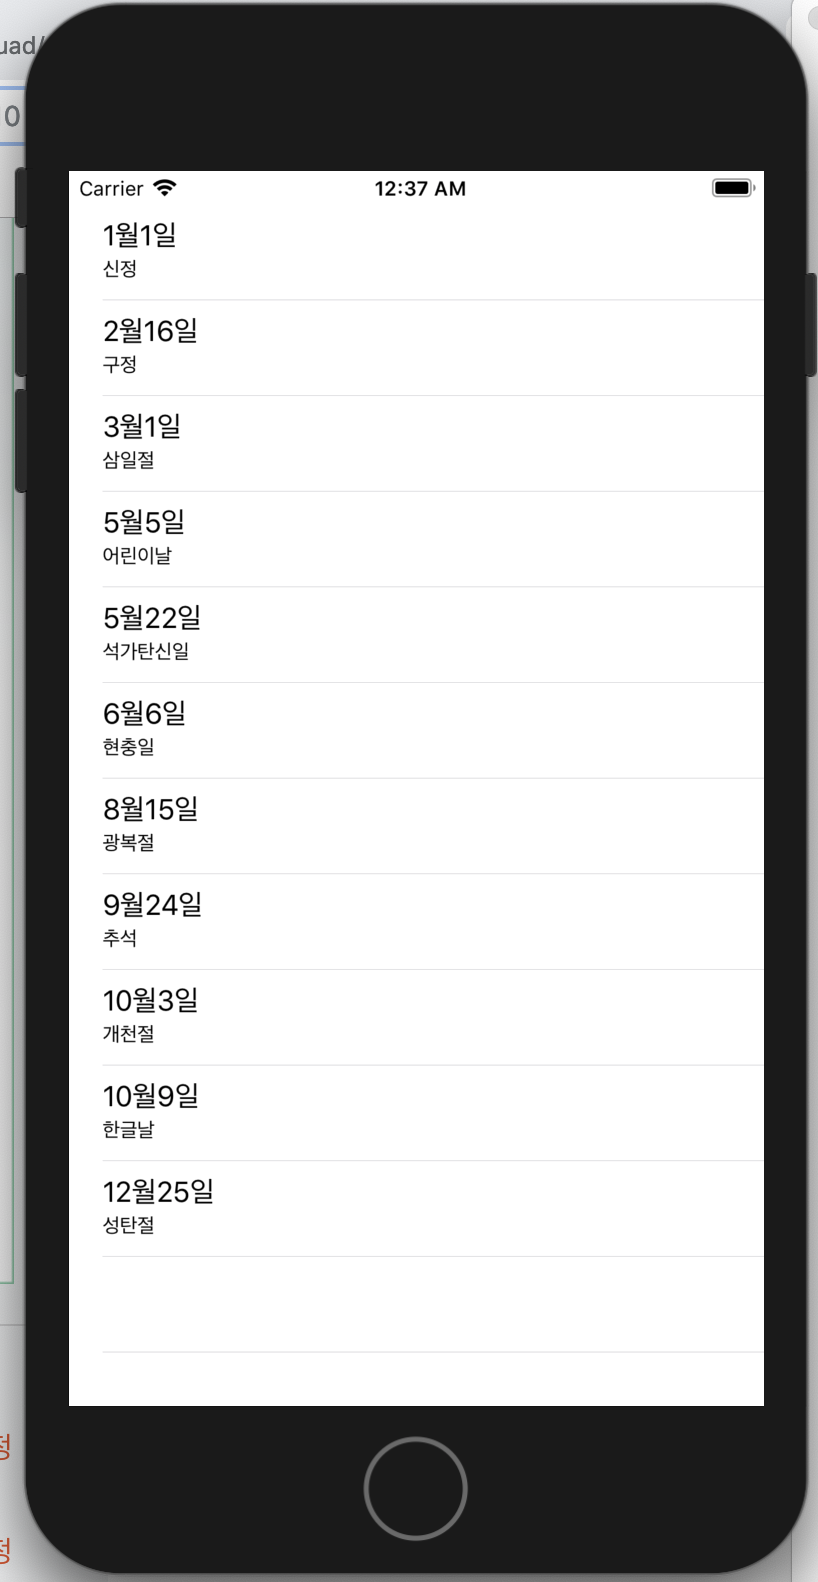 uad/
0
Carrier
12:37 AM
1월1일
신정
2월16일
구정
3월1일
삼일절
5월5일
어린이날
5월22일
석가탄신일
6월6일
현충일
8월15일
광복절
9월24일
추석
10월3일
개천절
10월9일
한글날
12월25일
성탄절
정
정